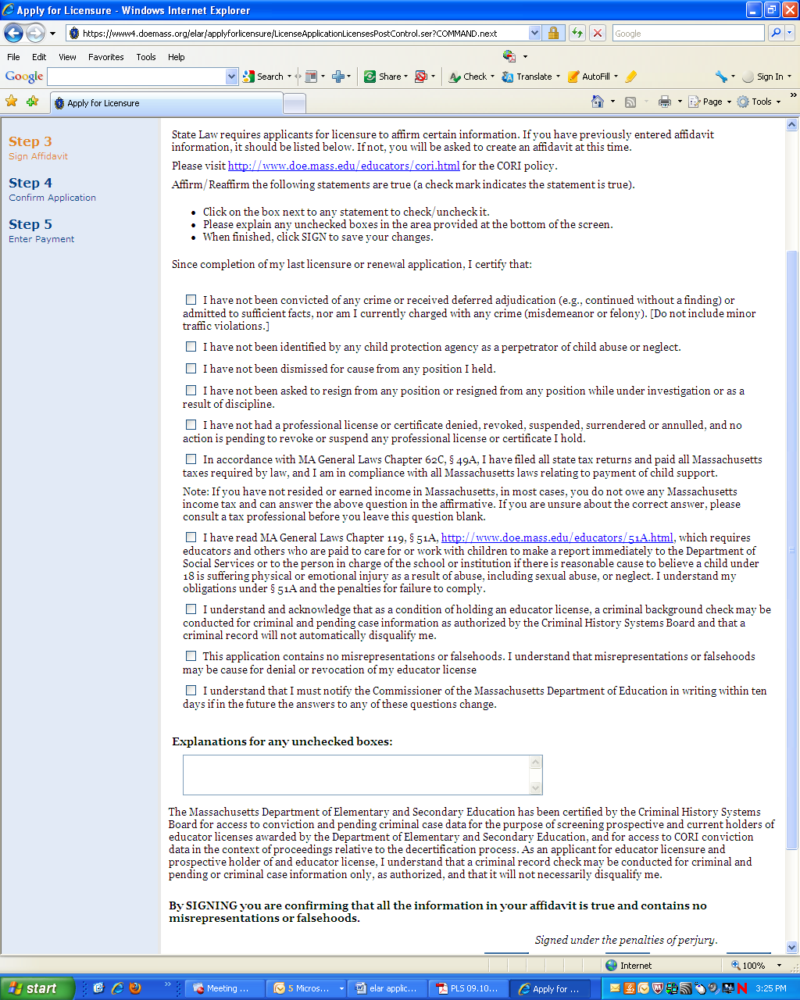 Apply for Licensure - Windows Internet Explorer
https://www4.doemass.org/elar/applyforlicensure/LicenseApplicationLicensesPostControl.ser?COMMAND.next
Google
File Edit View Favorites Tools Help
Google Search Share Check Translate AutoFill Sign In
Apply for Licensure
Page Tools
Step 3
Sign Affidavit
Step 4
Confirm Application
Step 5
Enter Payment
State Law requires applicants for licensure to affirm certain information. If you have previously entered affidavit
information, it should be listed below. If not, you will be asked to create an affidavit at this time.
Please visit http://www.doe.mass.edu/educators/cori.html for the CORI policy.
Affirm/Reaffirm the following statements are true (a check mark indicates the statement is true).
• Click on the box next to any statement to check/uncheck it.
• Please explain any unchecked boxes in the area provided at the bottom of the screen.
• When finished, click SIGN to save your changes.
Since completion of my last licensure or renewal application, I certify that:
I have not been convicted of any crime or received deferred adjudication (e.g., continued without a finding) or
admitted to sufficient facts, nor am I currently charged with any crime (misdemeanor or felony). [Do not include minor
traffic violations.]
I have not been identified by any child protection agency as a perpetrator of child abuse or neglect.
I have not been dismissed for cause from any position I held.
I have not been asked to resign from any position or resigned from any position while under investigation or as a
result of discipline.
I have not had a professional license or certificate denied, revoked, suspended, surrendered or annulled, and no
action is pending to revoke or suspend any professional license or certificate I hold.
In accordance with MA General Laws Chapter 62C, § 49A, I have filed all state tax returns and paid all Massachusetts
taxes required by law, and I am in compliance with all Massachusetts laws relating to payment of child support.
Note: If you have not resided or earned income in Massachusetts, in most cases, you do not owe any Massachusetts
income tax and can answer the above question in the affirmative. If you are unsure about the correct answer, please
consult a tax professional before you leave this question blank.
I have read MA General Laws Chapter 119, § 51A, http://www.doe.mass.edu/educators/51A.html, which requires
educators and others who are paid to care for or work with children to make a report immediately to the Department of
Social Services or to the person in charge of the school or institution if there is reasonable cause to believe a child under
18 is suffering physical or emotional injury as a result of abuse, including sexual abuse, or neglect. I understand my
obligations under § 51A and the penalties for failure to comply.
I understand and acknowledge that as a condition of holding an educator license, a criminal background check may be
conducted for criminal and pending case information as authorized by the Criminal History Systems Board and that a
criminal record will not automatically disqualify me.
This application contains no misrepresentations or falsehoods. I understand that misrepresentations or falsehoods
may be cause for denial or revocation of my educator license
I understand that I must notify the Commissioner of the Massachusetts Department of Education in writing within ten
days if in the future the answers to any of these questions change.
Explanations for any unchecked boxes:
The Massachusetts Department of Elementary and Secondary Education has been certified by the Criminal History Systems
Board for access to conviction and pending criminal case data for the purpose of screening prospective and current holders of
educator licenses awarded by the Department of Elementary and Secondary Education, and for access to CORI conviction
data in the context of proceedings relative to the decertification process. As an applicant for educator licensure and
prospective holder of and educator license, I understand that a criminal record check may be conducted for criminal and
pending or criminal case information only, as authorized, and that it will not necessarily disqualify me.
By SIGNING you are confirming that all the information in your affidavit is true and contains no
misrepresentations or falsehoods.
Signed under the penalties of perjury.
Internet 100%
start Meeting ... 5 Micros... elar applic... PLS 09.10... Apply for ... 3:25 PM